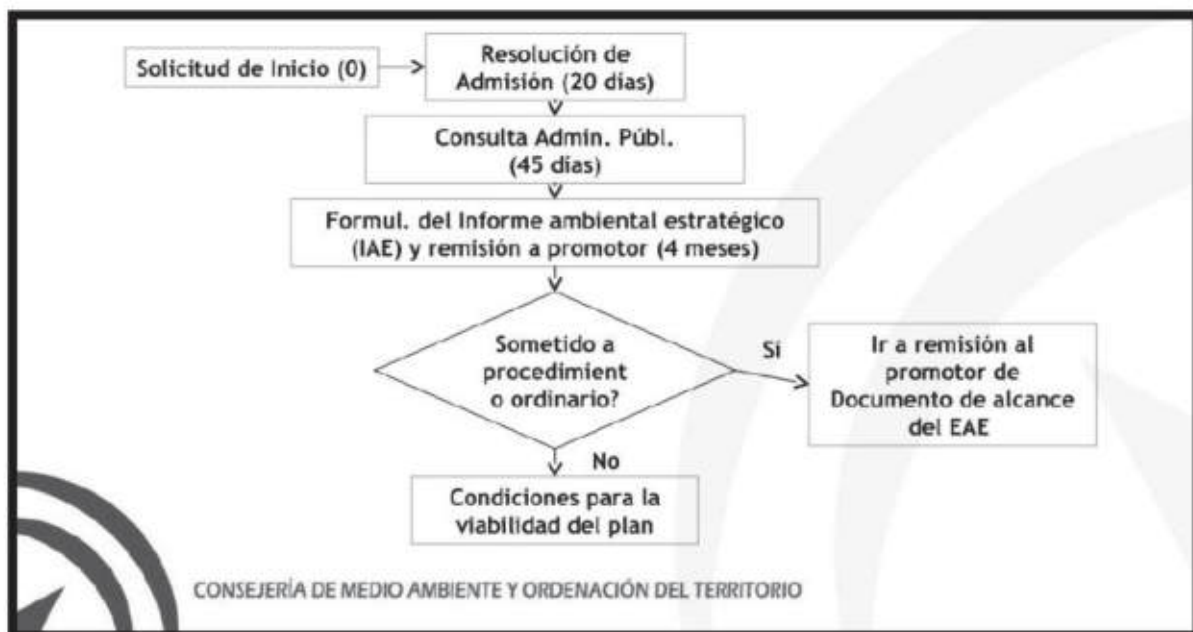 Solicitud de Inicio (0)
Resolución de
Admisión (20 días)
Consulta Admin. Públ.
(45 días)
Formul. del Informe ambiental estratégico
(IAE) y remisión a promotor (4 meses)
Sometido a
procedimient
o ordinario?
Sí
Ir a remisión al
promotor de
Documento de alcance
del EAE
No
Condiciones para la
viabilidad del plan
CONSEJERÍA DE MEDIO AMBIENTE Y ORDENACIÓN DEL TERRITORIO